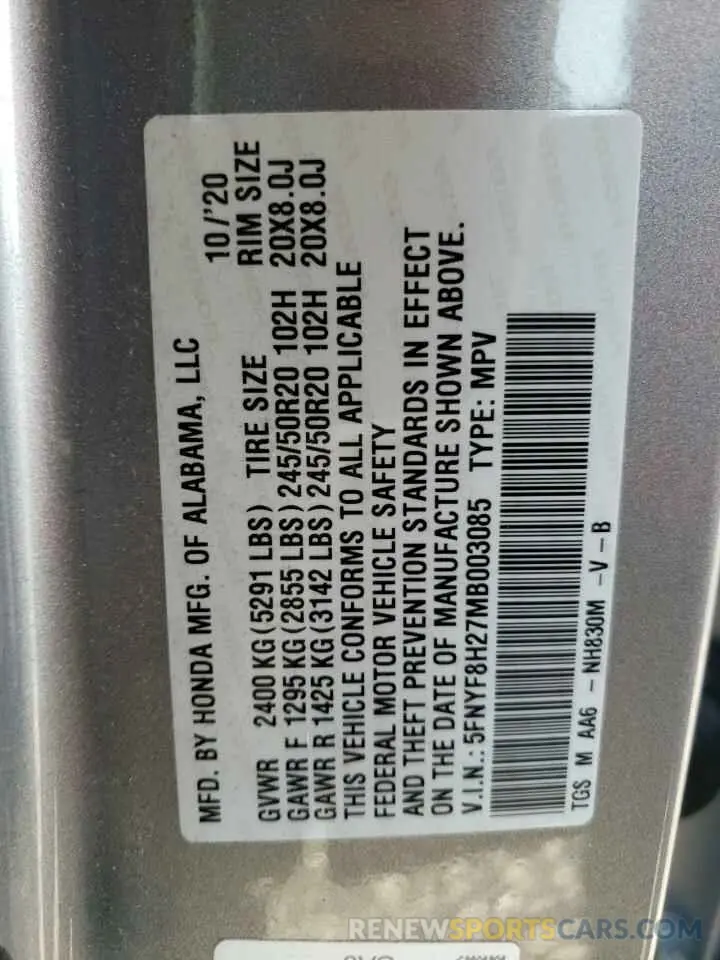 MFD. BY HONDA MFG. OF ALABAMA, LLC 10/'20
GVWR 2400 KG (5291 LBS) TIRE SIZE RIM SIZE
GAWR F 1295 KG (2855 LBS) 245/50R20 102H 20X8.0J
GAWR R 1425 KG (3142 LBS) 245/50R20 102H 20X8.0J
THIS VEHICLE CONFORMS TO ALL APPLICABLE
FEDERAL MOTOR VEHICLE SAFETY
AND THEFT PREVENTION STANDARDS IN EFFECT
ON THE DATE OF MANUFACTURE SHOWN ABOVE.
V.I.N.: 5FNYF8H27MB003085 TYPE: MPV
TGS M AA6 - NH830M -V-B
RENEWSPORTSCARS.COM